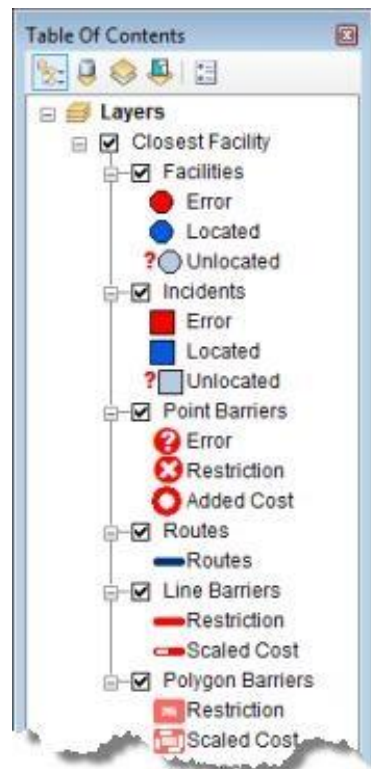 Table Of Contents
Layers
Closest Facility
Facilities
Error
Located
? Unlocated
Incidents
Error
Located
? Unlocated
Point Barriers
? Error
Restriction
Added Cost
Routes
Routes
Line Barriers
Restriction
Scaled Cost
Polygon Barriers
Restriction
Scaled Cost